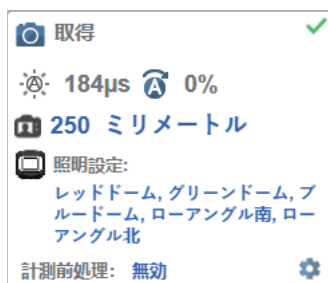 取得
184µs 0%
250 ミリメートル
照明設定:
レッドドーム, グリーンドーム, ブ
ルードーム, ローアングル南, ロー
アングル北
計測前処理: 無効